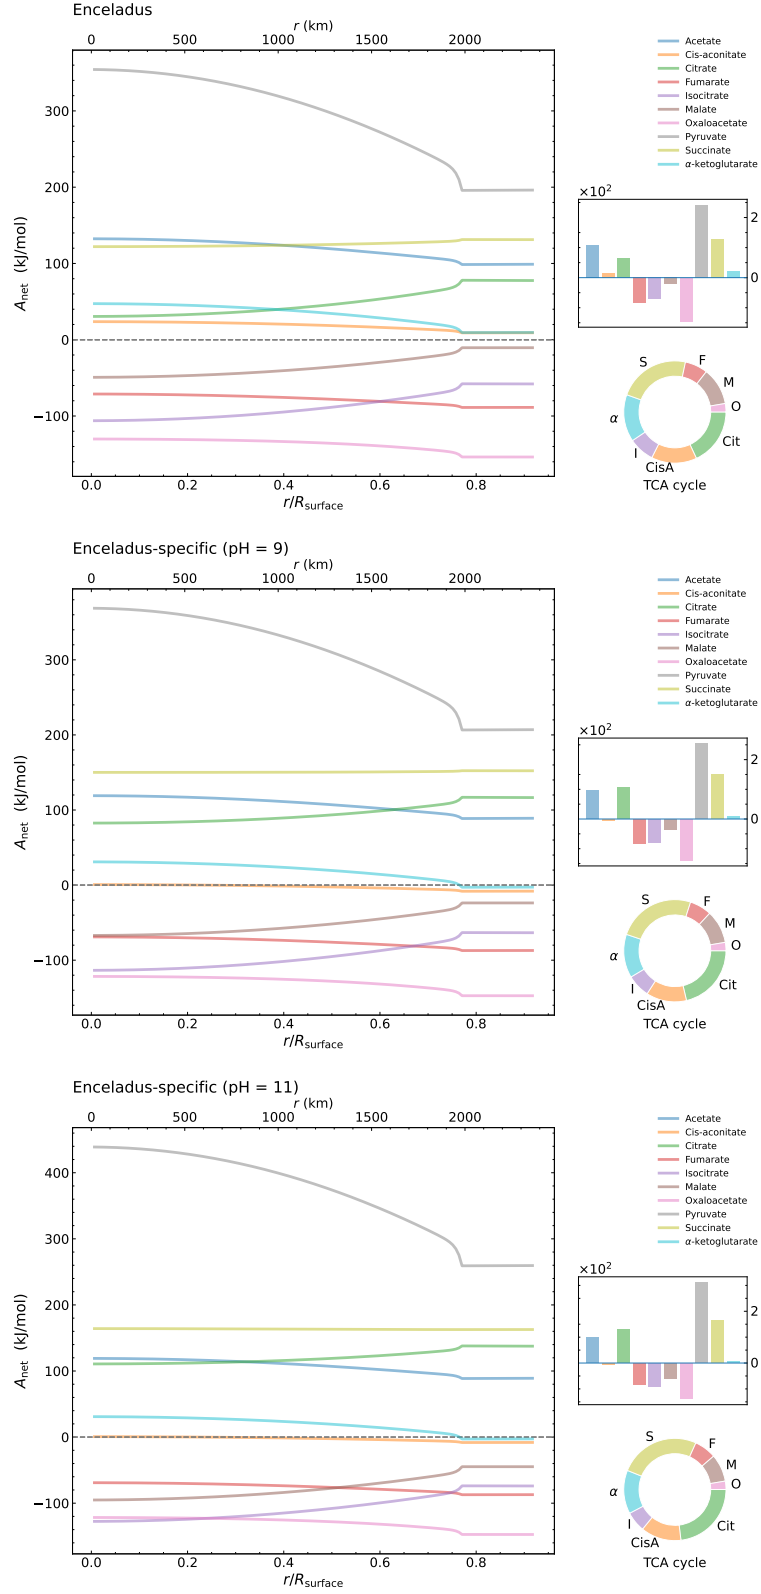 Enceladus
r (km)
0 500 1000 1500 2000
300
200
100
0
−100
A_net (kJ/mol)
0.0 0.2 0.4 0.6 0.8
r/R_surface
Acetate
Cis-aconitate
Citrate
Fumarate
Isocitrate
Malate
Oxaloacetate
Pyruvate
Succinate
α-ketoglutarate
×10²
2
0
S F M O Cit CisA I α
TCA cycle
Enceladus-specific (pH = 9)
r (km)
0 500 1000 1500 2000
300
200
100
0
−100
A_net (kJ/mol)
0.0 0.2 0.4 0.6 0.8
r/R_surface
Acetate
Cis-aconitate
Citrate
Fumarate
Isocitrate
Malate
Oxaloacetate
Pyruvate
Succinate
α-ketoglutarate
×10²
2
0
S F M O Cit CisA I α
TCA cycle
Enceladus-specific (pH = 11)
r (km)
0 500 1000 1500 2000
400
300
200
100
0
−100
A_net (kJ/mol)
0.0 0.2 0.4 0.6 0.8
r/R_surface
Acetate
Cis-aconitate
Citrate
Fumarate
Isocitrate
Malate
Oxaloacetate
Pyruvate
Succinate
α-ketoglutarate
×10²
2
0
S F M O Cit CisA I α
TCA cycle